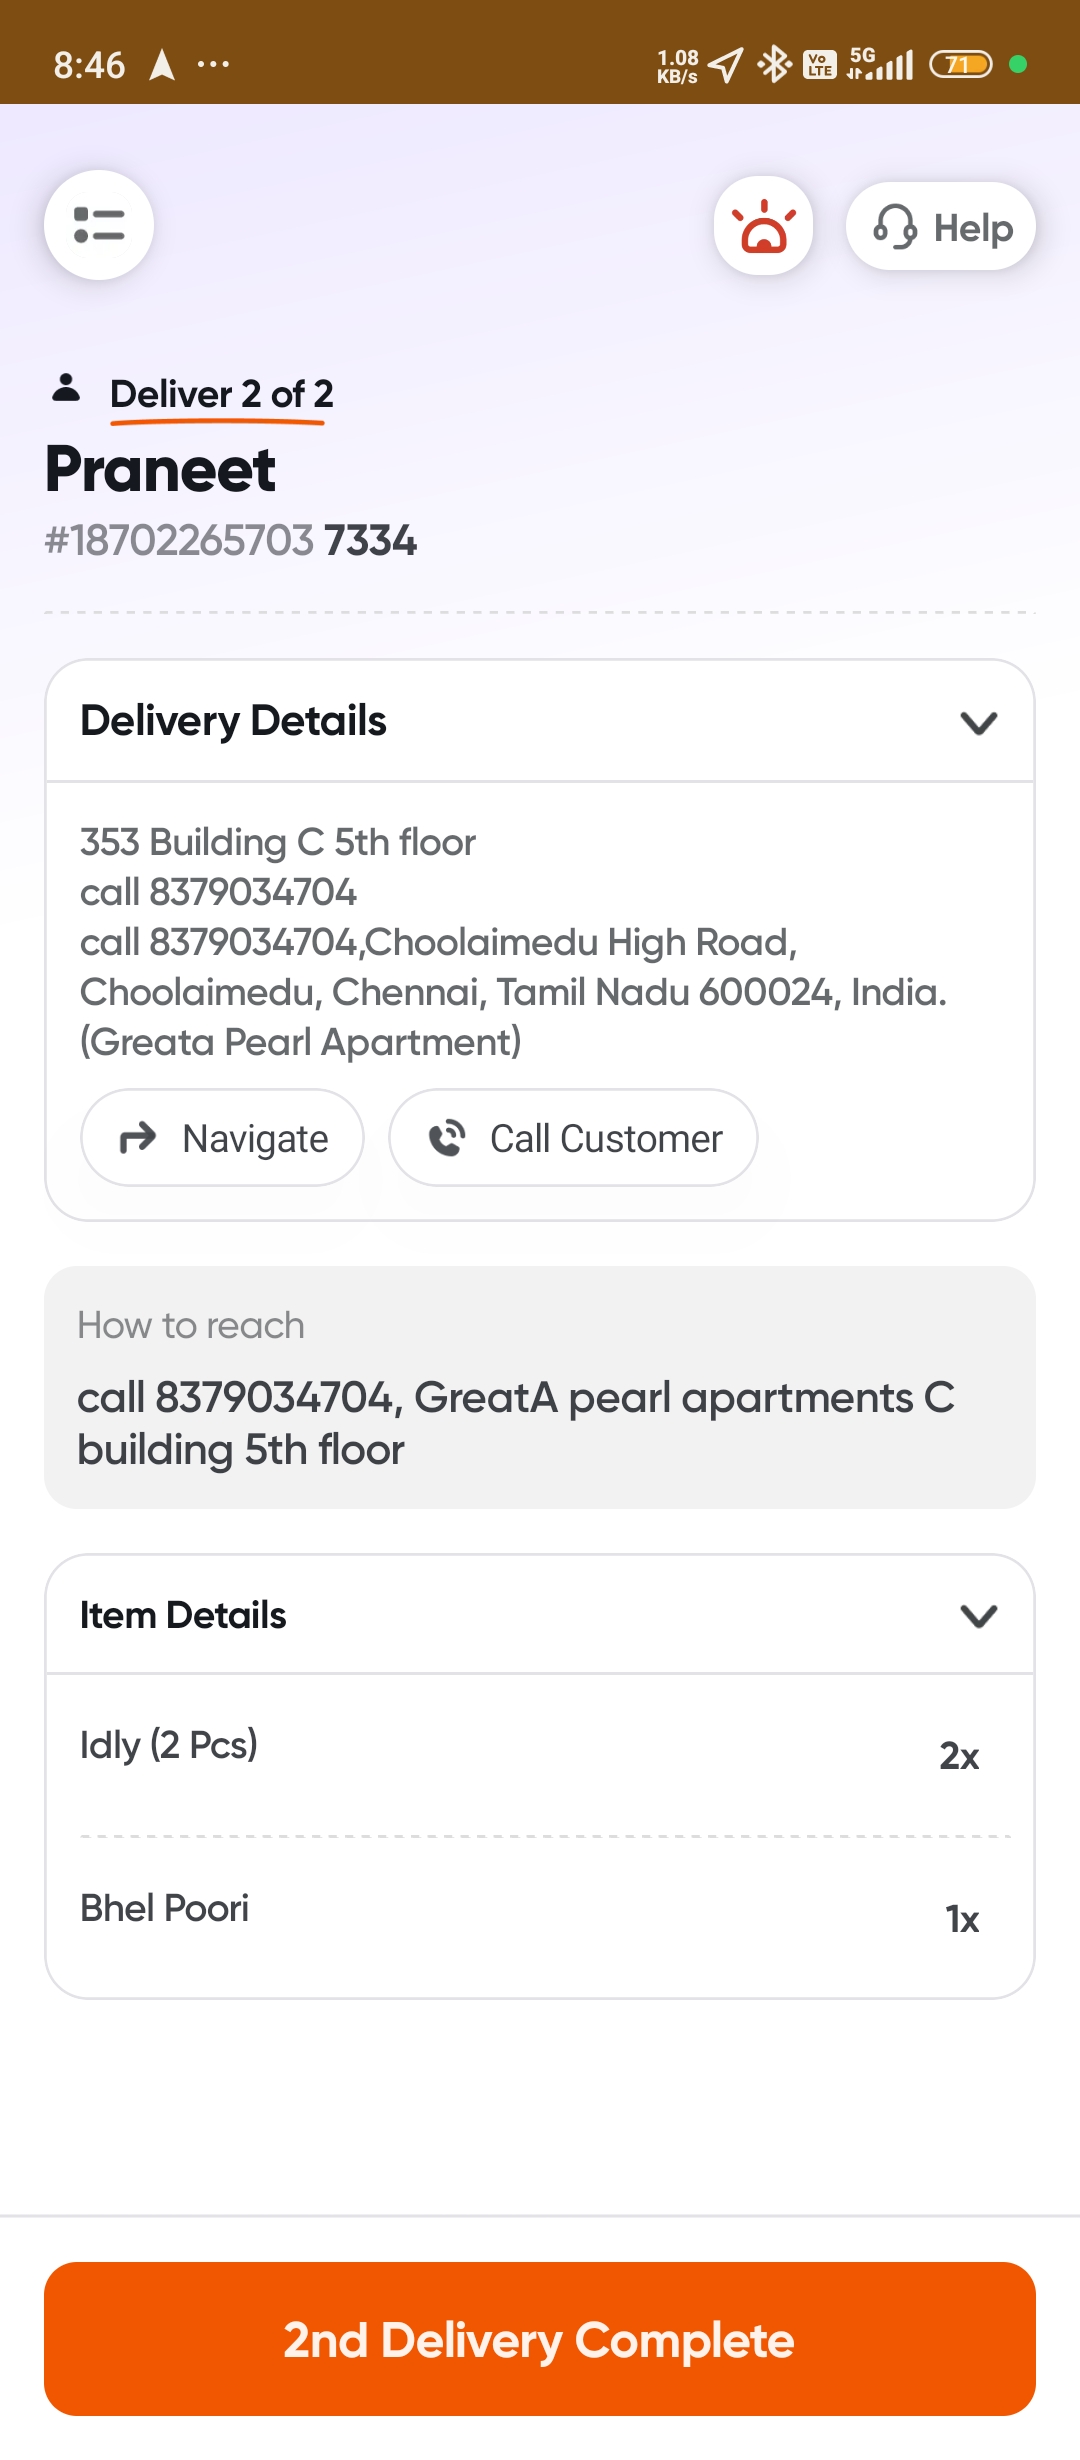 8:46
1.08
KB/s
Vo
LTE
5G
71
Help
Deliver 2 of 2
Praneet
#18702265703 7334
Delivery Details
353 Building C 5th floor
call 8379034704
call 8379034704,Choolaimedu High Road,
Choolaimedu, Chennai, Tamil Nadu 600024, India.
(Greata Pearl Apartment)
Navigate
Call Customer
How to reach
call 8379034704, GreatA pearl apartments C
building 5th floor
Item Details
Idly (2 Pcs)
2x
Bhel Poori
1x
2nd Delivery Complete